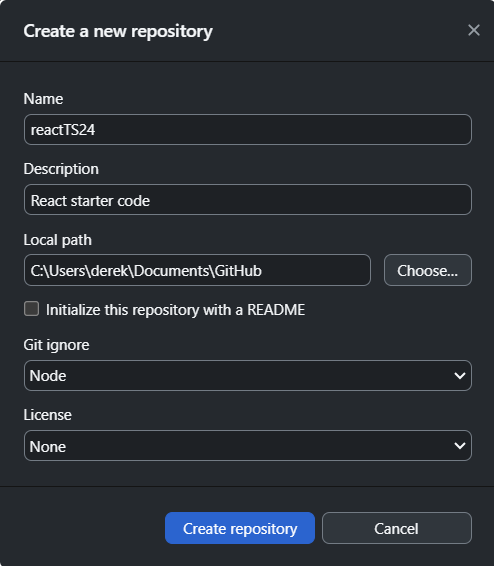 Create a new repository
Name
reactTS24
Description
React starter code
Local path
C:\Users\derek\Documents\GitHub
Choose...
Initialize this repository with a README
Git ignore
Node
License
None
Create repository
Cancel